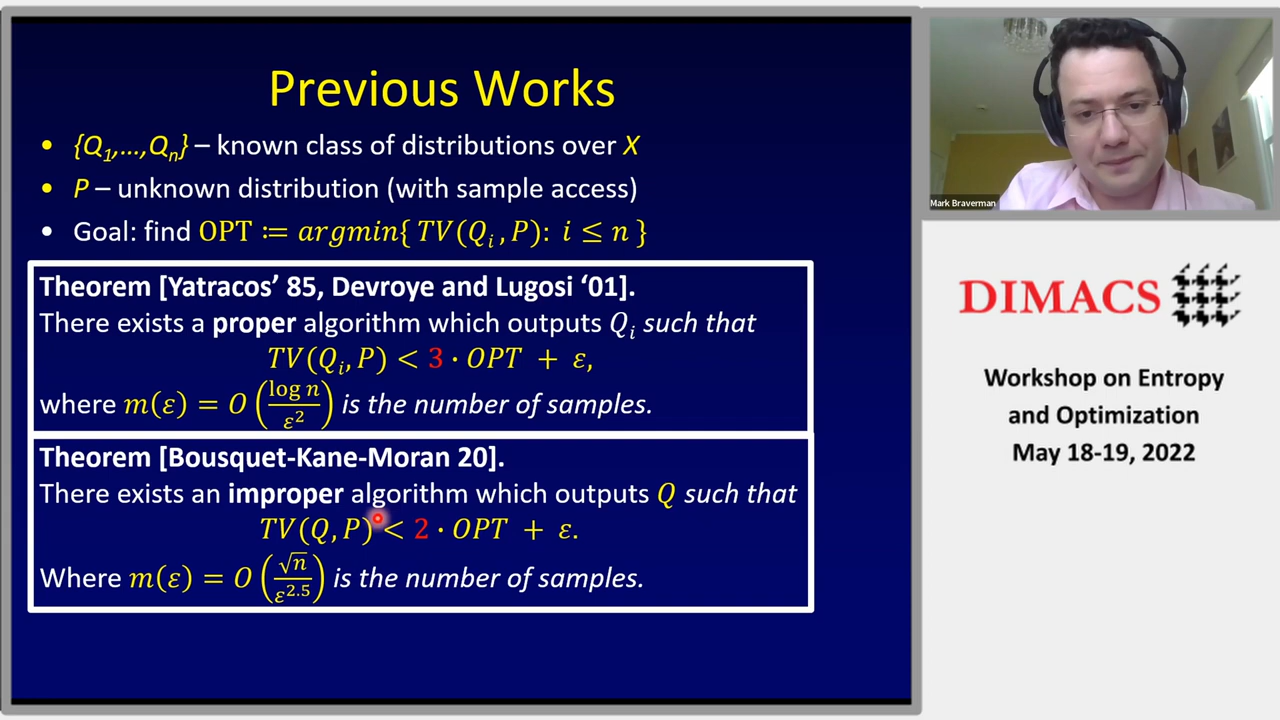 Previous Works
• {Q₁,…,Qₙ} – known class of distributions over X
• P – unknown distribution (with sample access)
• Goal: find OPT ≔ argmin{ TV(Qᵢ, P): i ≤ n }
Theorem [Yatracos’ 85, Devroye and Lugosi ‘01].
There exists a proper algorithm which outputs Qᵢ such that
TV(Qᵢ, P) < 3 · OPT + ε,
where m(ε) = O(log n / ε²) is the number of samples.
Theorem [Bousquet-Kane-Moran 20].
There exists an improper algorithm which outputs Q such that
TV(Q, P) < 2 · OPT + ε.
Where m(ε) = O(√n / ε^2.5) is the number of samples.
Mark Braverman
DIMACS
Workshop on Entropy
and Optimization
May 18-19, 2022